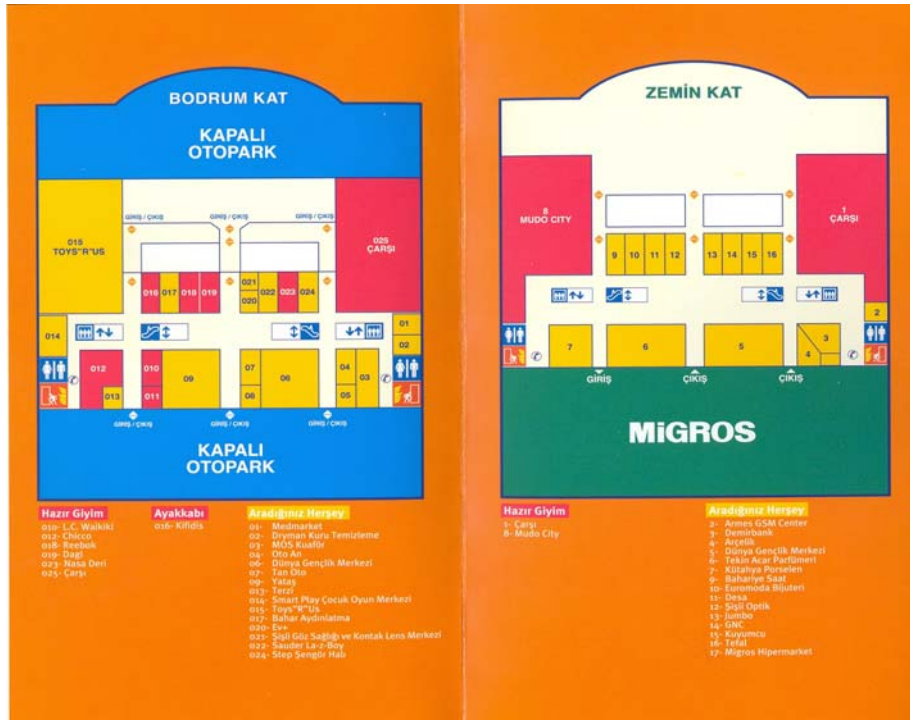 BODRUM KAT
KAPALI
OTOPARK
015
TOYS"R"US
GİRİŞ / ÇIKIŞ
GİRİŞ / ÇIKIŞ
GİRİŞ / ÇIKIŞ
025
ÇARŞI
016
017
018
019
021
020
022
023
024
014
01
02
012
013
010
011
09
07
08
06
04
05
03
GİRİŞ / ÇIKIŞ
GİRİŞ / ÇIKIŞ
GİRİŞ / ÇIKIŞ
KAPALI
OTOPARK
Hazır Giyim
010- L.C. Waikiki
012- Chicco
018- Reebok
019- Dagi
023- Nasa Deri
025- Çarşı
Ayakkabı
016- Kifidis
Aradığınız Herşey
01- Medmarket
02- Dryman Kuru Temizleme
03- MOS Kuaför
04- Oto An
06- Dünya Gençlik Merkezi
07- Tan Oto
09- Yataş
013- Terzi
014- Smart Play Çocuk Oyun Merkezi
015- Toys"R"Us
017- Bahar Aydınlatma
020- Ev+
021- Şişli Göz Sağlığı ve Kontak Lens Merkezi
022- Sauder La-z-Boy
024- Step Şengör Halı
ZEMİN KAT
8
MUDO CITY
1
ÇARŞI
9
10
11
12
13
14
15
16
2
7
6
5
4
3
GİRİŞ
ÇIKIŞ
ÇIKIŞ
MiGROS
Hazır Giyim
1- Çarşı
8- Mudo City
Aradığınız Herşey
2- Armes GSM Center
3- Demirbank
4- Arçelik
5- Dünya Gençlik Merkezi
6- Tekin Acar Parfümeri
7- Kütahya Porselen
9- Bahariye Saat
10- Euromoda Bijuteri
11- Desa
12- Şişli Optik
13- Jumbo
14- GNC
15- Kuyumcu
16- Tefal
17- Migros Hipermarket